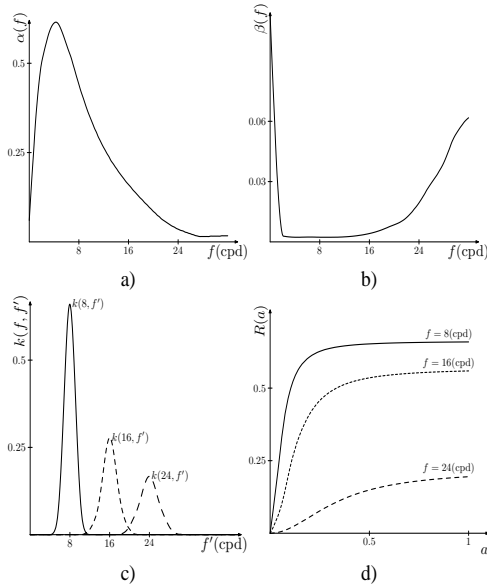 α(f)
0.5
0.25
8
16
24
f(cpd)
a)
β(f)
0.06
0.03
8
16
24
f(cpd)
b)
k(f, f′)
k(8, f′)
0.5
k(16, f′)
0.25
k(24, f′)
8
16
24
f′(cpd)
c)
R(a)
f = 8(cpd)
f = 16(cpd)
0.5
0.25
f = 24(cpd)
0.5
1
a
d)